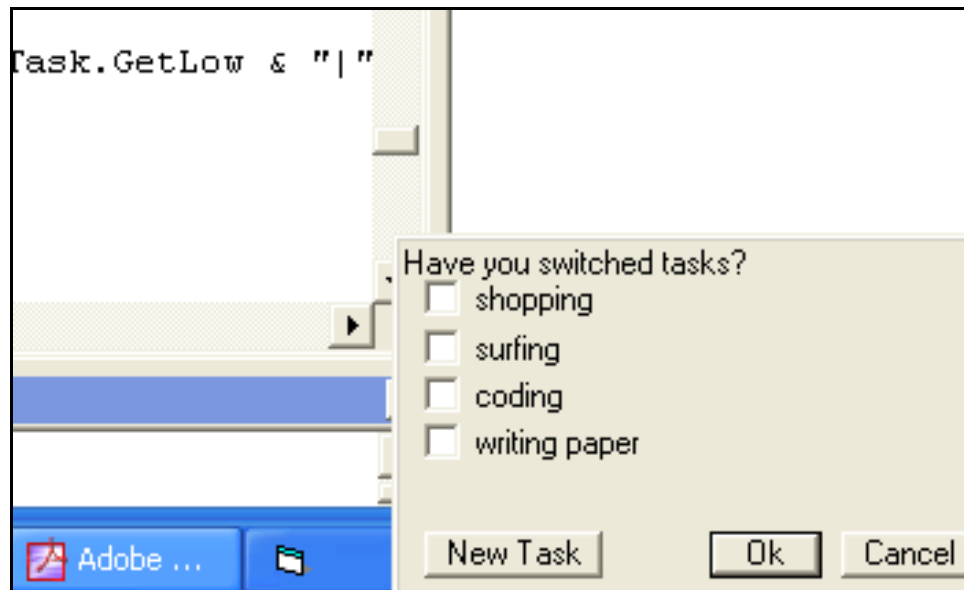 Task.GetLow & "|"
Have you switched tasks?
shopping
surfing
coding
writing paper
New Task
Ok
Cancel
Adobe ...